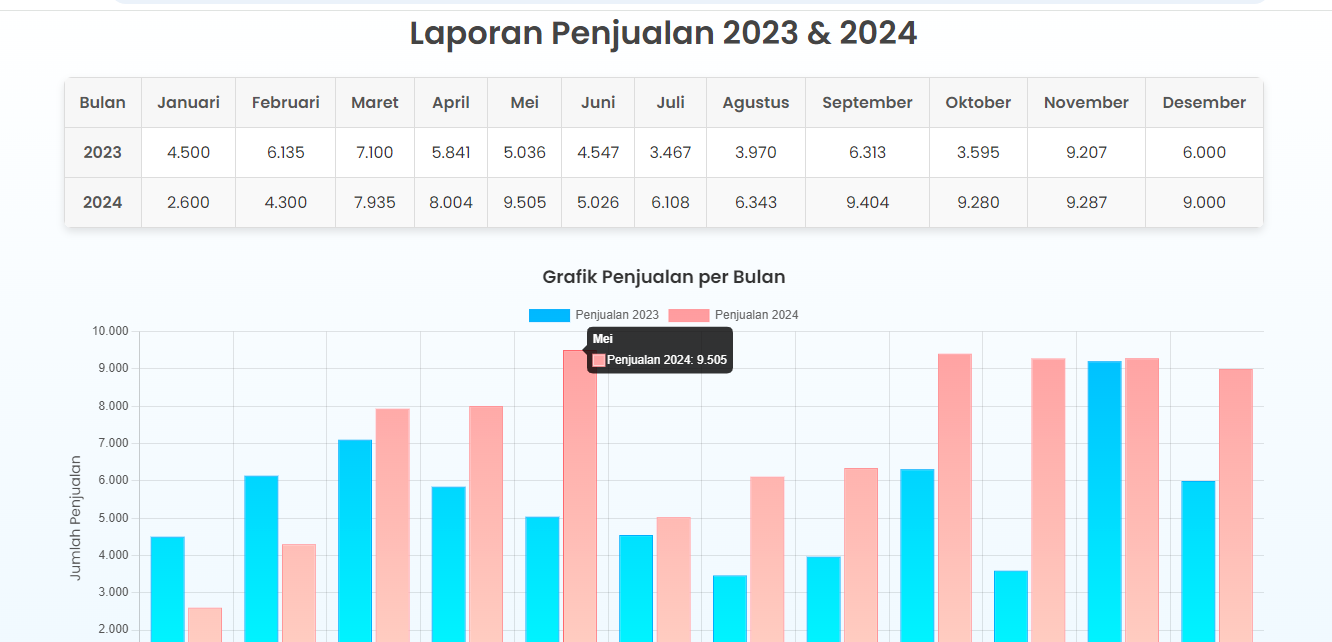 Laporan Penjualan 2023 & 2024
Bulan Januari Februari Maret April Mei Juni Juli Agustus September Oktober November Desember
2023 4.500 6.135 7.100 5.841 5.036 4.547 3.467 3.970 6.313 3.595 9.207 6.000
2024 2.600 4.300 7.935 8.004 9.505 5.026 6.108 6.343 9.404 9.280 9.287 9.000
Grafik Penjualan per Bulan
Penjualan 2023 Penjualan 2024
Mei
Penjualan 2024: 9.505
10.000
9.000
8.000
7.000
6.000
5.000
4.000
3.000
2.000
Jumlah Penjualan